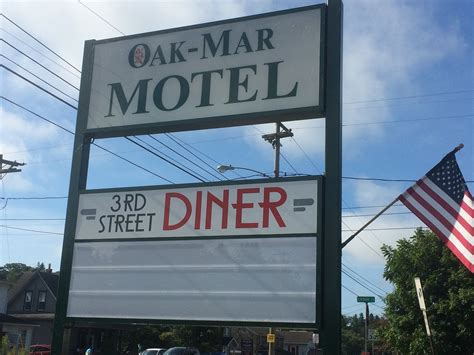 OAK-MAR
MOTEL
3RD
STREET
DINER